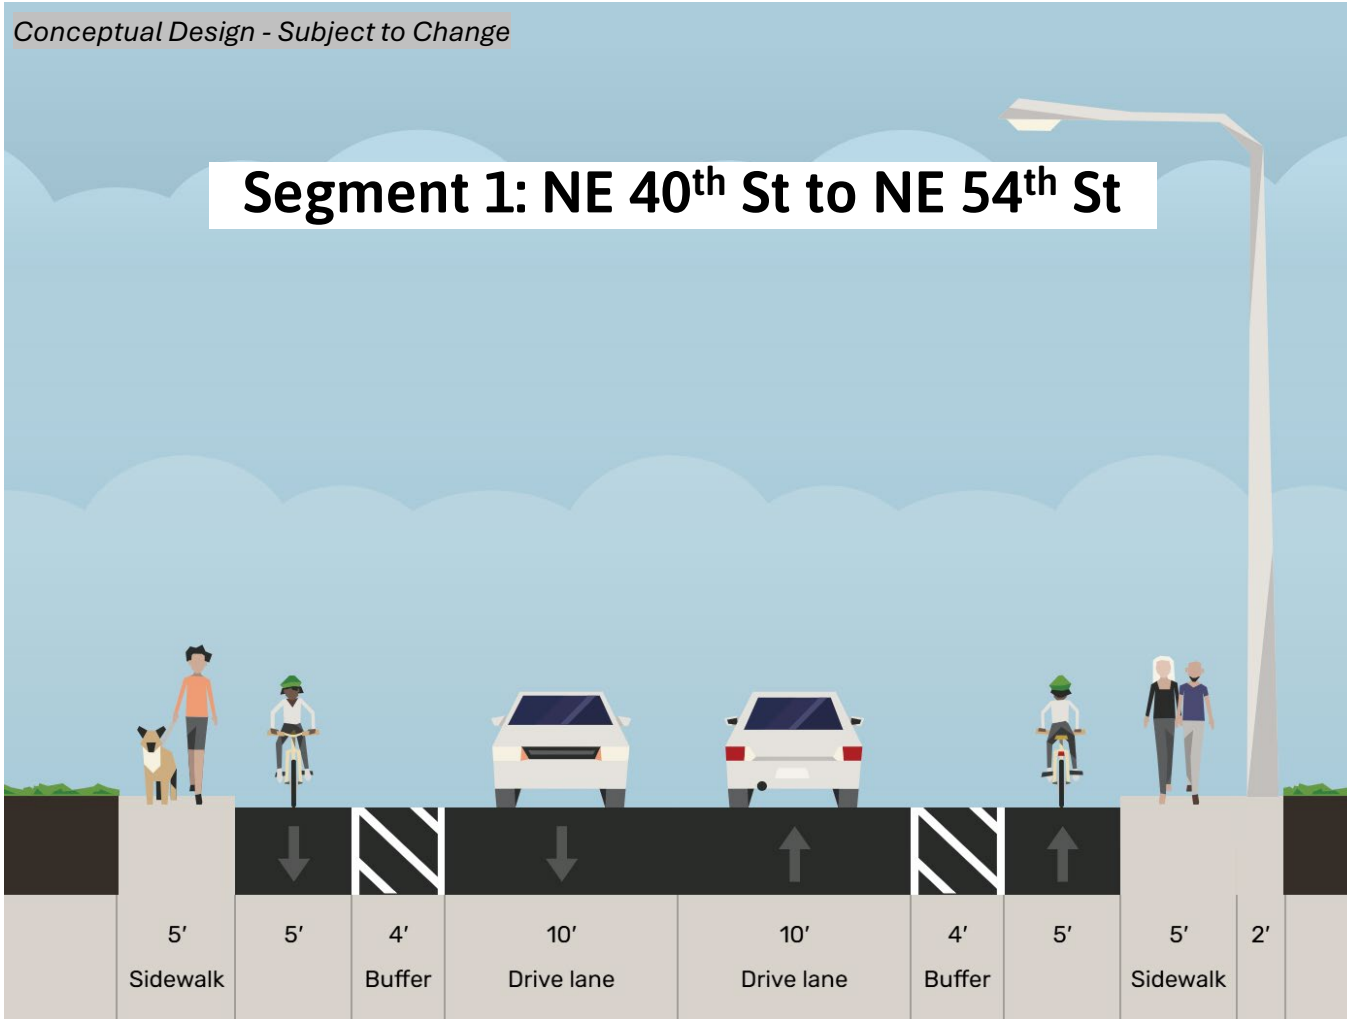 Conceptual Design - Subject to Change
Segment 1: NE 40th St to NE 54th St
5' 5' 4' 10' 10' 4' 5' 5' 2'
Sidewalk Buffer Drive lane Drive lane Buffer Sidewalk